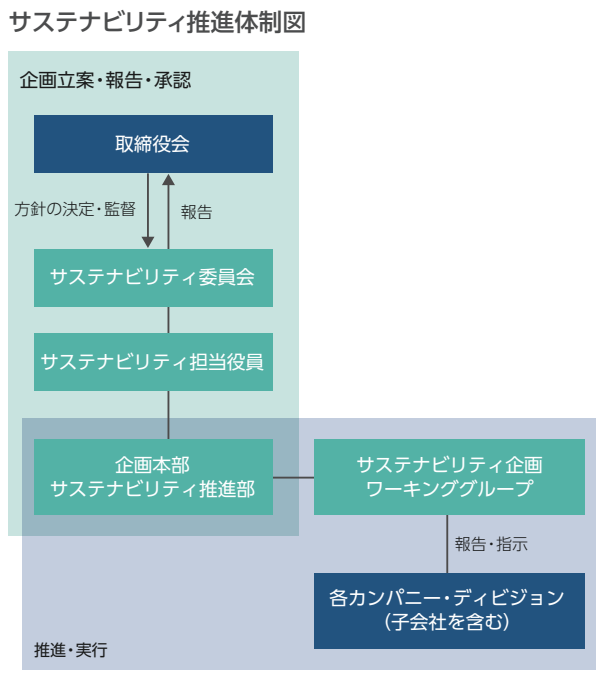 サステナビリティ推進体制図
企画立案・報告・承認
取締役会
方針の決定・監督
報告
サステナビリティ委員会
サステナビリティ担当役員
企画本部
サステナビリティ推進部
サステナビリティ企画
ワーキンググループ
報告・指示
各カンパニー・ディビジョン
（子会社を含む）
推進・実行